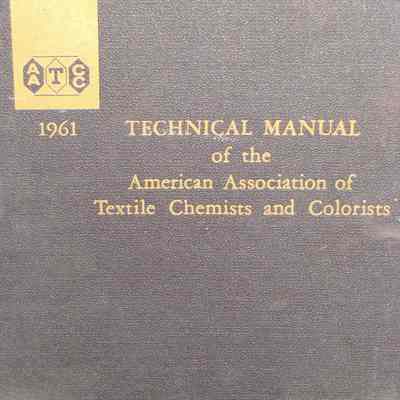 AATCC
1961 TECHNICAL MANUAL
of the
American Association of
Textile Chemists and Colorists